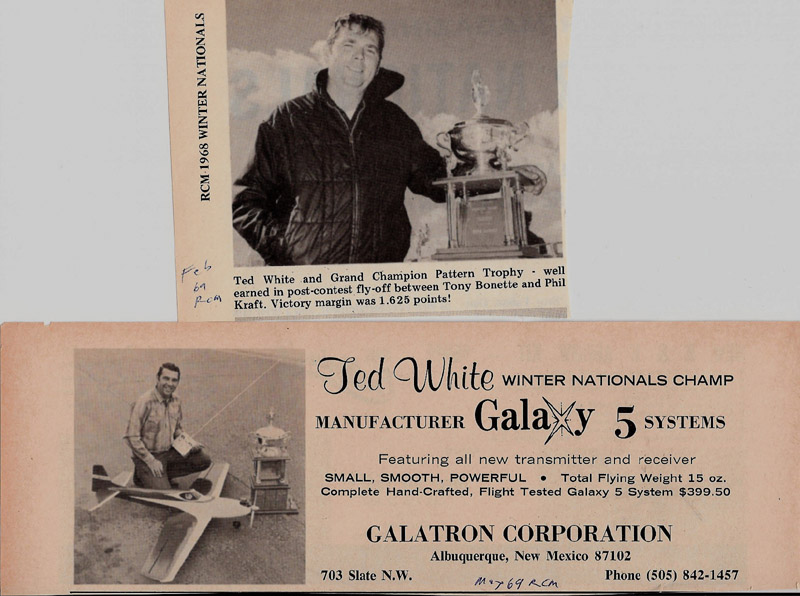 RCM-1968 WINTER NATIONALS
Feb
69
RCM
Ted White and Grand Champion Pattern Trophy - well
earned in post-contest fly-off between Tony Bonette and Phil
Kraft. Victory margin was 1.625 points!
Ted White WINTER NATIONALS CHAMP
MANUFACTURER Galaxy 5 SYSTEMS
Featuring all new transmitter and receiver
SMALL, SMOOTH, POWERFUL • Total Flying Weight 15 oz.
Complete Hand-Crafted, Flight Tested Galaxy 5 System $399.50
GALATRON CORPORATION
Albuquerque, New Mexico 87102
703 Slate N.W. May 69 RCM Phone (505) 842-1457